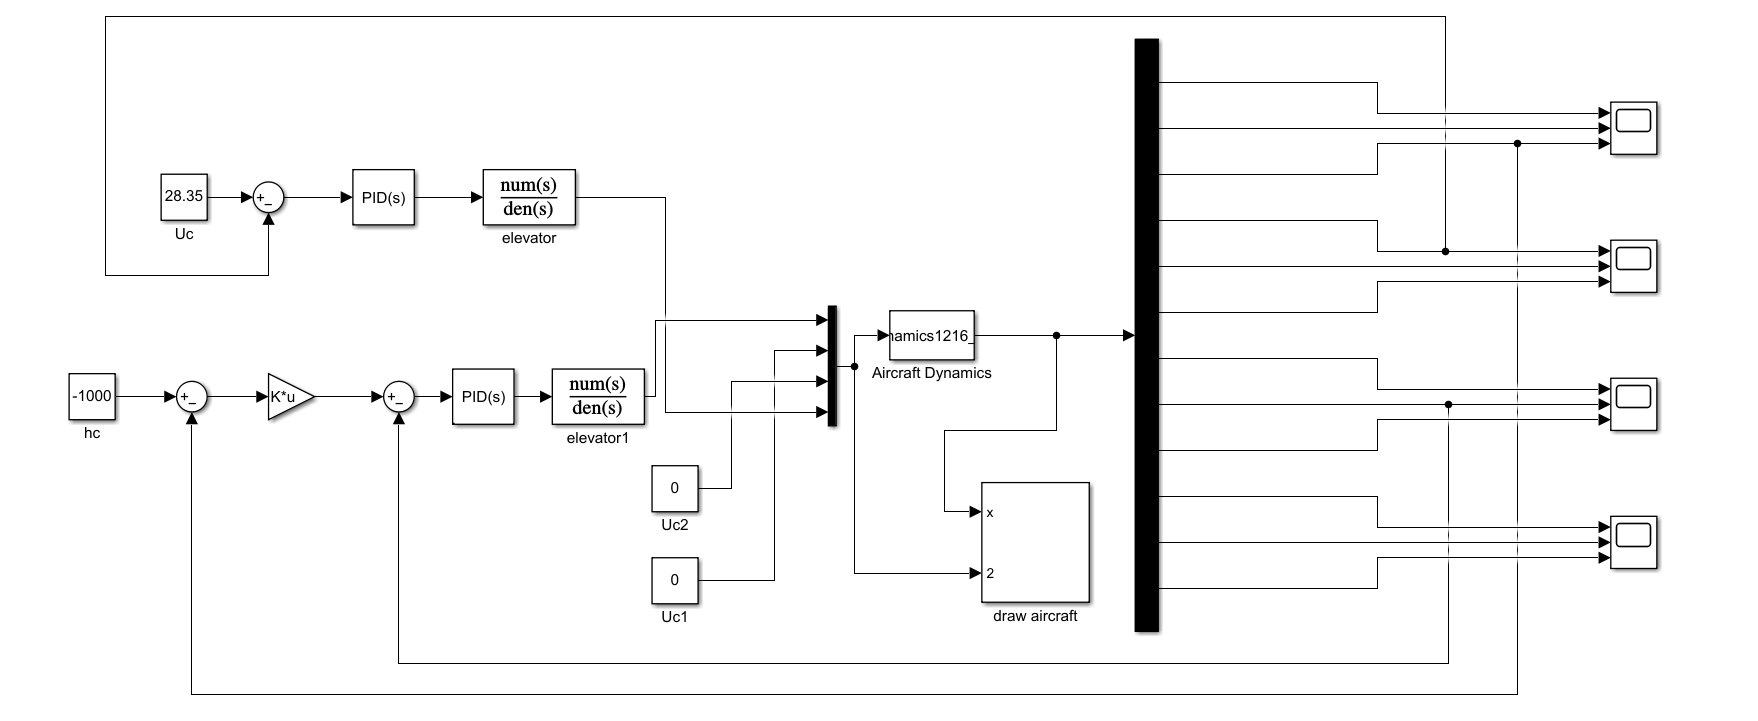 28.35
+
−
PID(s)
num(s)
den(s)
Uc
elevator
-1000
+
−
K*u
+
−
PID(s)
num(s)
den(s)
hc
elevator1
namics1216_
Aircraft Dynamics
0
Uc2
0
Uc1
x
2
draw aircraft